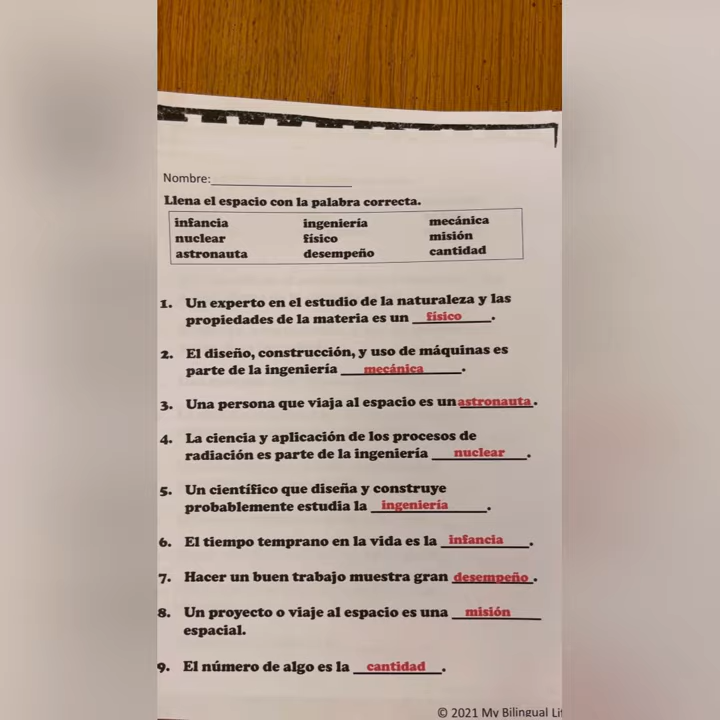 Nombre:
Llena el espacio con la palabra correcta.
infancia ingeniería mecánica
nuclear físico misión
astronauta desempeño cantidad
1. Un experto en el estudio de la naturaleza y las
propiedades de la materia es un físico.
2. El diseño, construcción, y uso de máquinas es
parte de la ingeniería mecánica.
3. Una persona que viaja al espacio es un astronauta.
4. La ciencia y aplicación de los procesos de
radiación es parte de la ingeniería nuclear.
5. Un científico que diseña y construye
probablemente estudia la ingeniería.
6. El tiempo temprano en la vida es la infancia.
7. Hacer un buen trabajo muestra gran desempeño.
8. Un proyecto o viaje al espacio es una misión
espacial.
9. El número de algo es la cantidad.
© 2021 My Bilingual